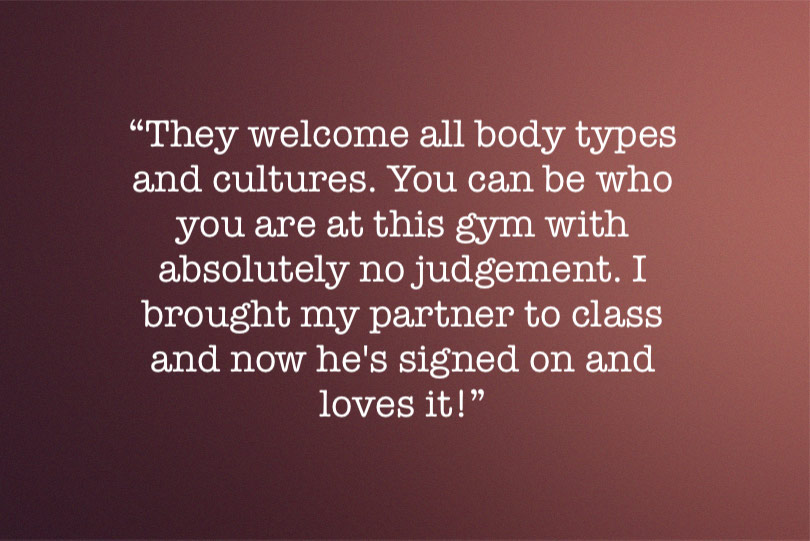 “They welcome all body types
and cultures. You can be who
you are at this gym with
absolutely no judgement. I
brought my partner to class
and now he's signed on and
loves it!”